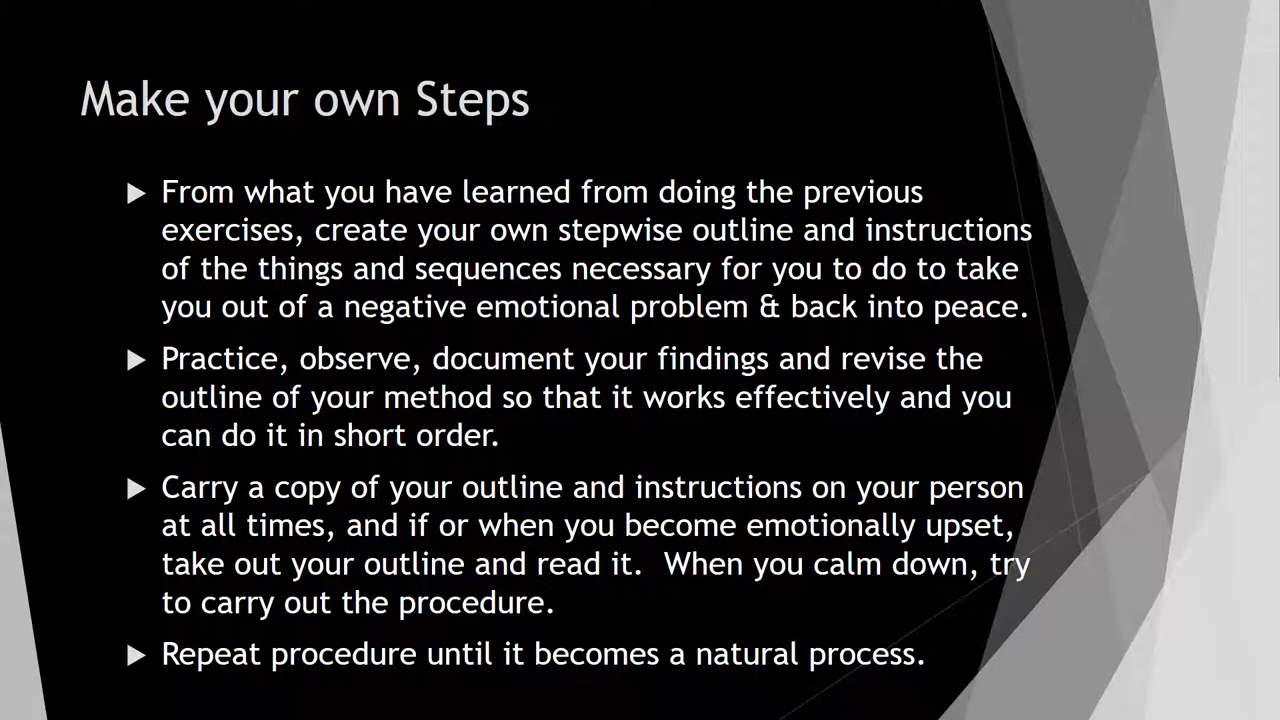 Make your own Steps
From what you have learned from doing the previous
exercises, create your own stepwise outline and instructions
of the things and sequences necessary for you to do to take
you out of a negative emotional problem & back into peace.
Practice, observe, document your findings and revise the
outline of your method so that it works effectively and you
can do it in short order.
Carry a copy of your outline and instructions on your person
at all times, and if or when you become emotionally upset,
take out your outline and read it.  When you calm down, try
to carry out the procedure.
Repeat procedure until it becomes a natural process.